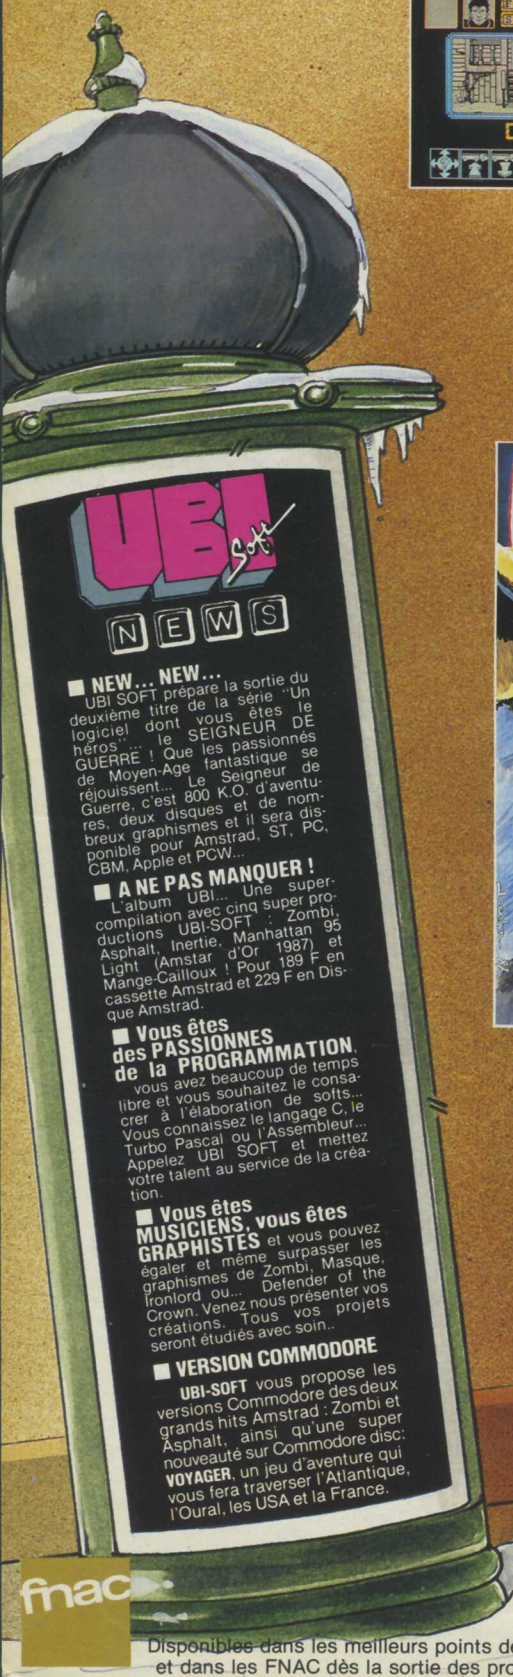 UBI
Soft
NEWS
■ NEW... NEW...
UBI SOFT prépare la sortie du
deuxième titre de la série "Un
logiciel dont vous êtes le
héros"... le SEIGNEUR DE
GUERRE ! Que les passionnés
de Moyen-Age fantastique se
réjouissent... Le Seigneur de
Guerre, c'est 800 K.O. d'aventu-
res, deux disques et de nom-
breux graphismes et il sera dis-
ponible pour Amstrad, ST, PC,
CBM, Apple et PCW...
■ A NE PAS MANQUER !
L'album UBI... Une super-
compilation avec cinq super pro-
ductions UBI-SOFT : Zombi,
Asphalt, Inertie, Manhattan 95
Light (Amstar d'Or 1987) et
Mange-Cailloux ! Pour 189 F en
cassette Amstrad et 229 F en Dis-
que Amstrad.
■ Vous êtes
des PASSIONNES
de la PROGRAMMATION,
vous avez beaucoup de temps
libre et vous souhaitez le consa-
crer à l'élaboration de softs...
Vous connaissez le langage C, le
Turbo Pascal ou l'Assembleur...
Appelez UBI SOFT et mettez
votre talent au service de la créa-
tion.
■ Vous êtes
MUSICIENS, vous êtes
GRAPHISTES et vous pouvez
égaler et même surpasser les
graphismes de Zombi, Masque,
Ironlord ou... Defender of the
Crown. Venez nous présenter vos
créations. Tous vos projets
seront étudiés avec soin..
■ VERSION COMMODORE
UBI-SOFT vous propose les
versions Commodore des deux
grands hits Amstrad : Zombi et
Asphalt, ainsi qu'une super
nouveauté sur Commodore disc:
VOYAGER, un jeu d'aventure qui
vous fera traverser l'Atlantique,
l'Oural, les USA et la France.
fnac
Disponibles dans les meilleurs points de
et dans les FNAC dès la sortie des pro